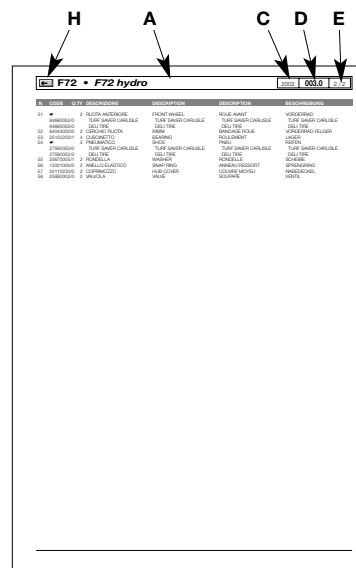 H A C D E
F72 • F72 hydro 2002 003.0 2/2
N. CODE Q.TY DESCRIZIONE DESCRIPTION DESCRIPTION BESCHREIBUNG
51 2 RUOTA ANTERIORE FRONT WHEEL ROUE AVANT VORDERRAD
TURF SAVER CARLISLE TURF SAVER CARLISLE TURF SAVER CARLISLE TURF SAVER CARLISLE
DELI TIRE DELI TIRE DELI TIRE DELI TIRE
52 2 CERCHIO RUOTA RIMM BANDAGE ROUE VORDERRAD FELGER
53 4 CUSCINETTO BEARING ROULEMENT LAGER
54 2 PNEUMATICO SHOE PNEU REIFEN
TURF SAVER CARLISLE TURF SAVER CARLISLE TURF SAVER CARLISLE TURF SAVER CARLISLE
DELI TIRE DELI TIRE DELI TIRE DELI TIRE
55 2 RONDELLA WASHER RONDELLE SCHEIBE
56 2 ANELLO ELASTICO SNAP RING ANNEAU RESSORT SPRENGRING
57 2 COPRIMOZZO HUB COVER COUVRE MOYEU NABEDECKEL
58 2 VALVOLA VALVE SOUPAPE VENTIL